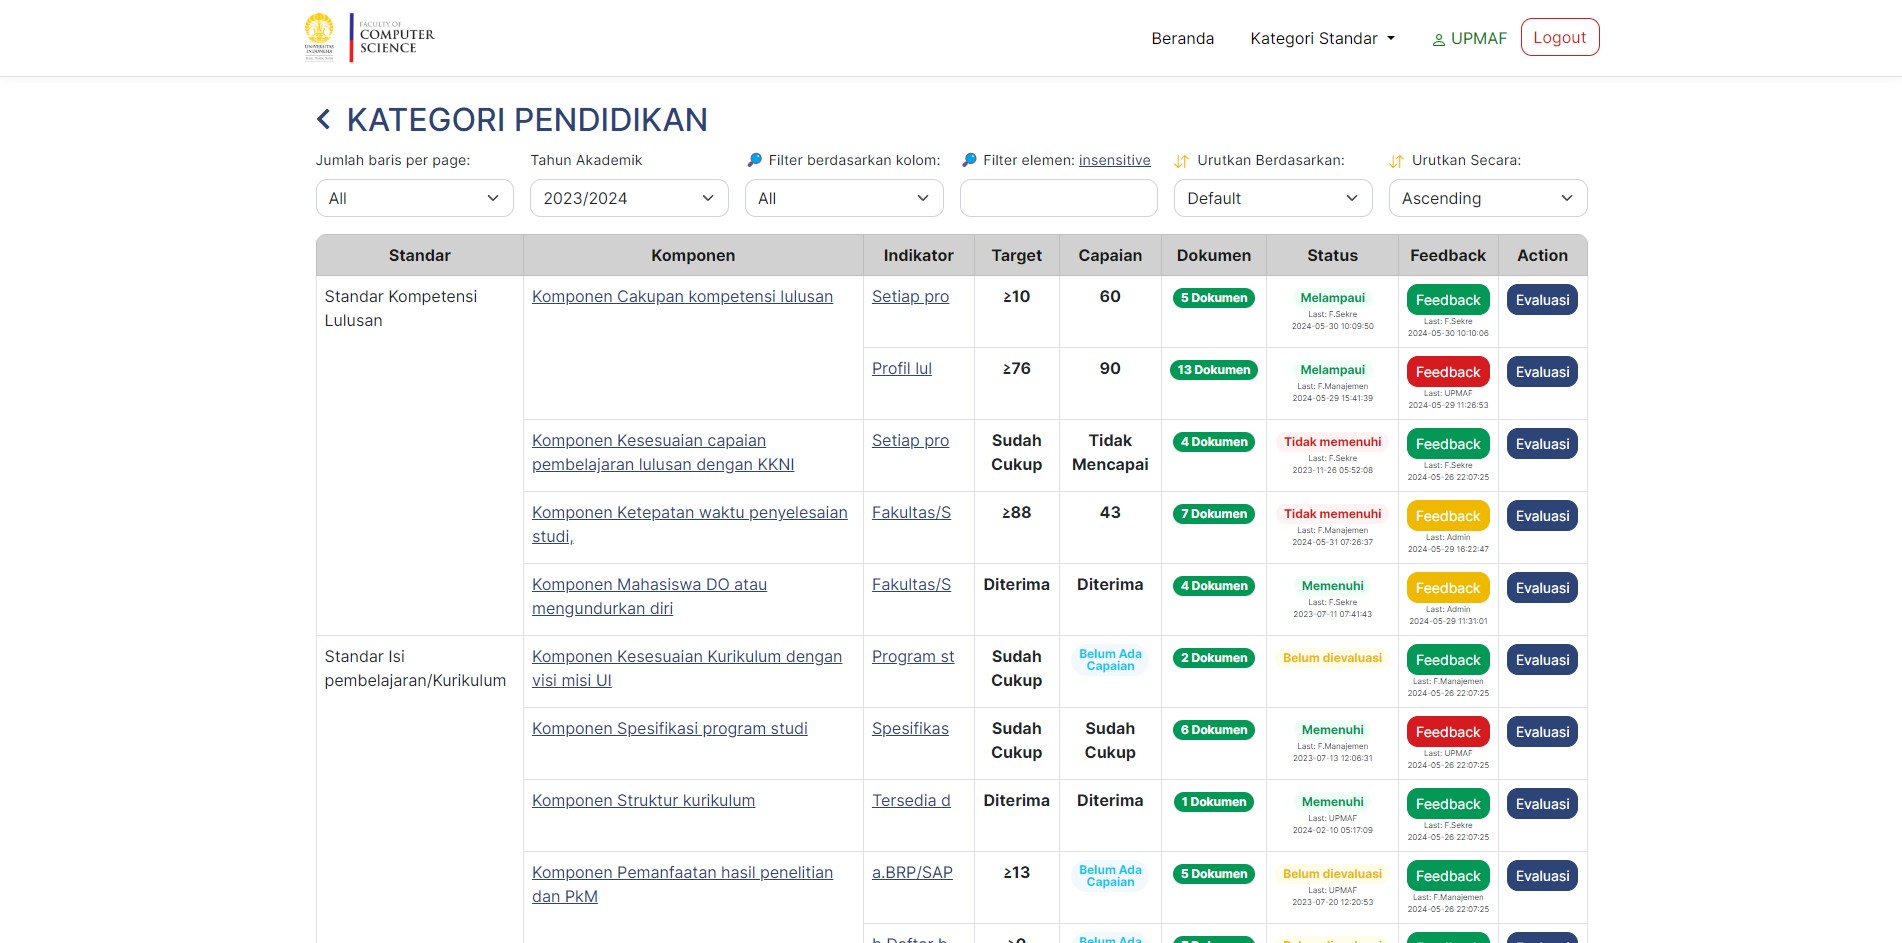 FACULTY OF
COMPUTER
SCIENCE
UNIVERSITAS
INDONESIA
Beranda
Kategori Standar
UPMAF
Logout
KATEGORI PENDIDIKAN
Jumlah baris per page:
Tahun Akademik
Filter berdasarkan kolom:
Filter elemen: insensitive
Urutkan Berdasarkan:
Urutkan Secara:
All
2023/2024
All
Default
Ascending
Standar
Komponen
Indikator
Target
Capaian
Dokumen
Status
Feedback
Action
Standar Kompetensi
Lulusan
Komponen Cakupan kompetensi lulusan
Setiap pro
≥10
60
5 Dokumen
Melampaui
Last: F.Sekre
2024-05-30 10:09:50
Feedback
Last: F.Sekre
2024-05-30 10:10:06
Evaluasi
Profil lul
≥76
90
13 Dokumen
Melampaui
Last: F.Manajemen
2024-05-29 15:41:39
Feedback
Last: UPMAF
2024-05-29 11:26:53
Evaluasi
Komponen Kesesuaian capaian
pembelajaran lulusan dengan KKNI
Setiap pro
Sudah
Cukup
Tidak
Mencapai
4 Dokumen
Tidak memenuhi
Last: F.Sekre
2023-11-26 05:52:08
Feedback
Last: F.Sekre
2024-05-26 22:07:25
Evaluasi
Komponen Ketepatan waktu penyelesaian
studi,
Fakultas/S
≥88
43
7 Dokumen
Tidak memenuhi
Last: F.Manajemen
2024-05-31 07:26:37
Feedback
Last: Admin
2024-05-29 16:22:47
Evaluasi
Komponen Mahasiswa DO atau
mengundurkan diri
Fakultas/S
Diterima
Diterima
4 Dokumen
Memenuhi
Last: F.Sekre
2023-07-11 07:41:43
Feedback
Last: Admin
2024-05-29 11:31:01
Evaluasi
Standar Isi
pembelajaran/Kurikulum
Komponen Kesesuaian Kurikulum dengan
visi misi UI
Program st
Sudah
Cukup
Belum Ada
Capaian
2 Dokumen
Belum dievaluasi
Feedback
Last: F.Manajemen
2024-05-26 22:07:25
Evaluasi
Komponen Spesifikasi program studi
Spesifikas
Sudah
Cukup
Sudah
Cukup
6 Dokumen
Memenuhi
Last: F.Manajemen
2023-07-13 12:06:31
Feedback
Last: UPMAF
2024-05-26 22:07:25
Evaluasi
Komponen Struktur kurikulum
Tersedia d
Diterima
Diterima
1 Dokumen
Memenuhi
Last: UPMAF
2024-02-10 05:17:09
Feedback
Last: F.Sekre
2024-05-26 22:07:25
Evaluasi
Komponen Pemanfaatan hasil penelitian
dan PkM
a.BRP/SAP
≥13
Belum Ada
Capaian
5 Dokumen
Belum dievaluasi
Last: UPMAF
2023-07-20 12:20:53
Feedback
Last: F.Manajemen
2024-05-26 22:07:25
Evaluasi
Belum Ada